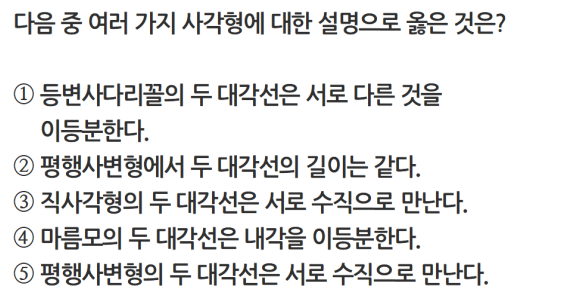 다음 중 여러 가지 사각형에 대한 설명으로 옳은 것은?
① 등변사다리꼴의 두 대각선은 서로 다른 것을
이등분한다.
② 평행사변형에서 두 대각선의 길이는 같다.
③ 직사각형의 두 대각선은 서로 수직으로 만난다.
④ 마름모의 두 대각선은 내각을 이등분한다.
⑤ 평행사변형의 두 대각선은 서로 수직으로 만난다.